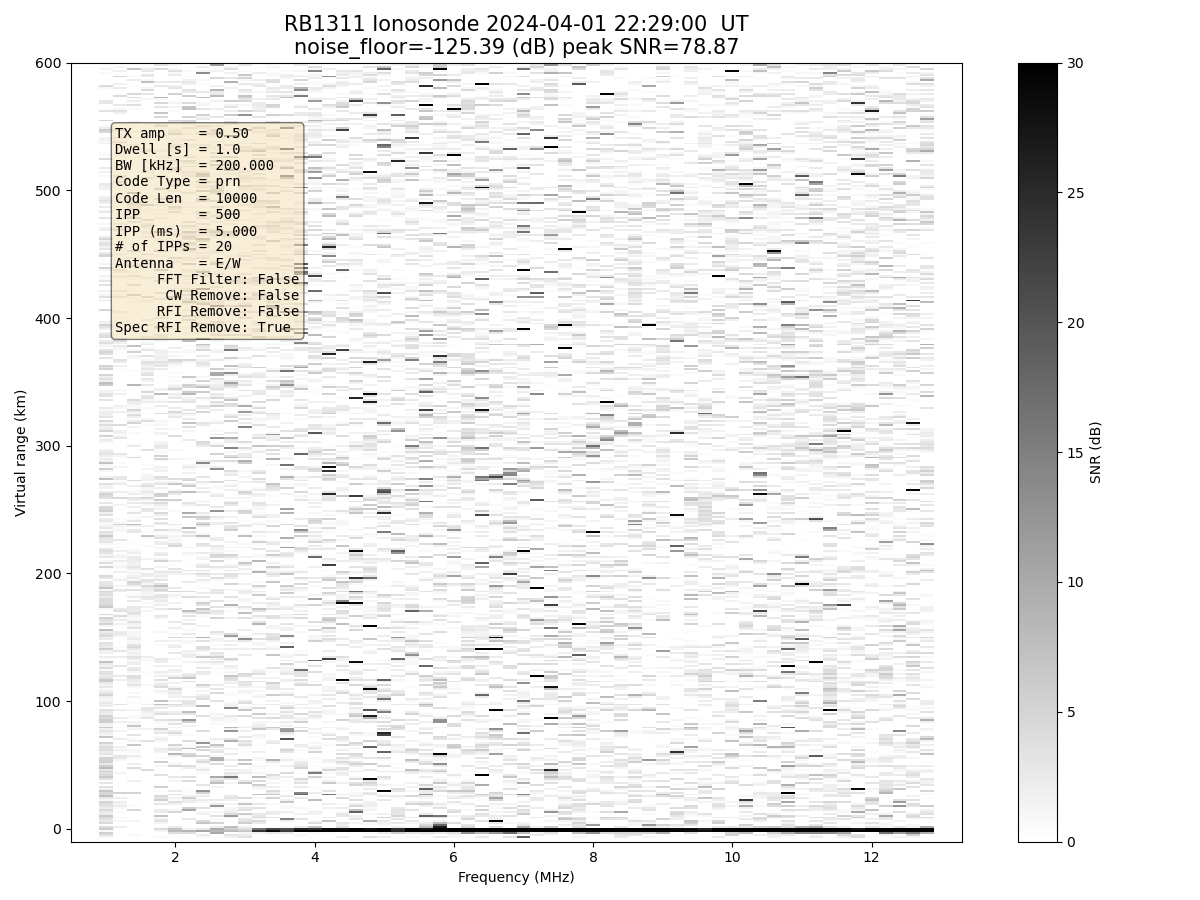 RB1311 Ionosonde 2024-04-01 22:29:00  UT
noise_floor=-125.39 (dB) peak SNR=78.87
TX amp    = 0.50
Dwell [s] = 1.0
BW [kHz]  = 200.000
Code Type = prn
Code Len  = 10000
IPP       = 500
IPP (ms)  = 5.000
# of IPPs = 20
Antenna   = E/W
FFT Filter: False
CW Remove: False
RFI Remove: False
Spec RFI Remove: True
600
500
400
300
200
100
0
Virtual range (km)
2 4 6 8 10 12
Frequency (MHz)
30
25
20
15
10
5
0
SNR (dB)